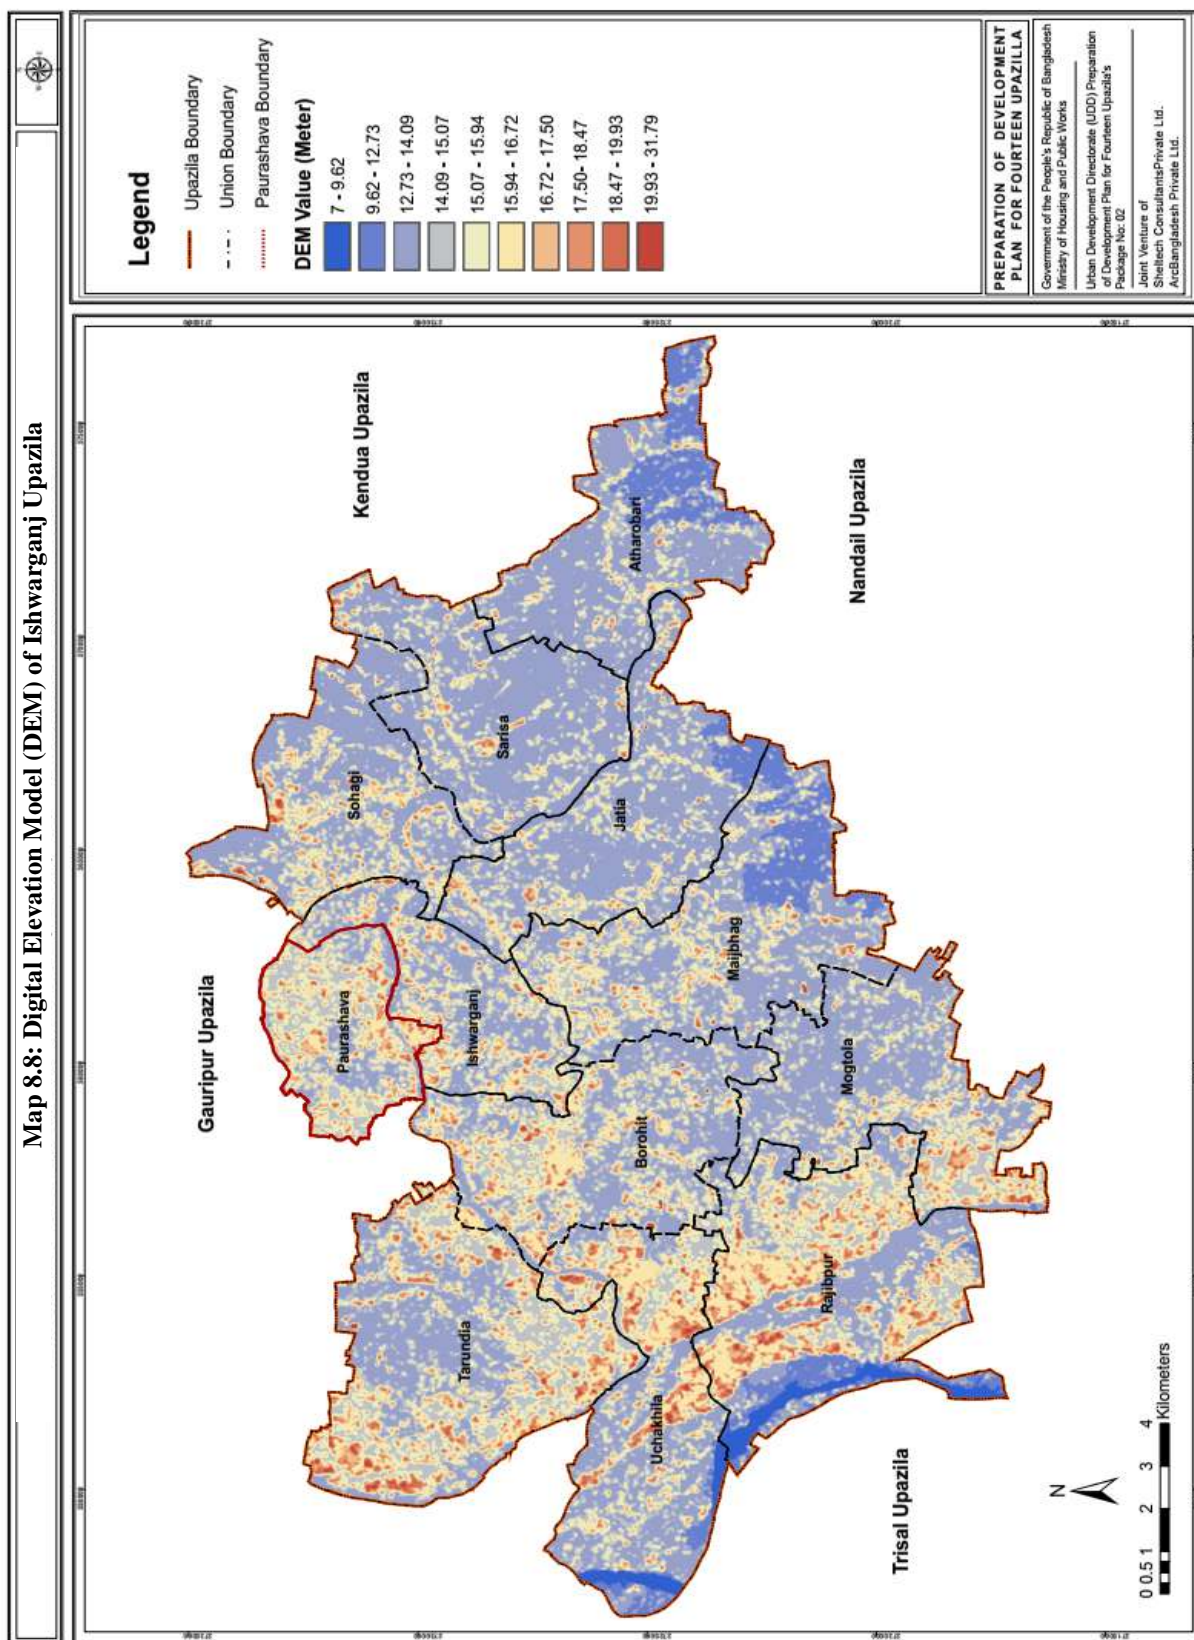 Map 8.8: Digital Elevation Model (DEM) of Ishwarganj Upazila
Gauripur Upazila
Kendua Upazila
Nandail Upazila
Trisal Upazila
Paurashava
Sohagi
Sarisa
Atharobari
Jatia
Ishwarganj
Maijbhag
Tarundia
Borohit
Mogtola
Uchakhila
Rajibpur
N
0 0.5 1 2 3 4
Kilometers
Legend
Upazila Boundary
Union Boundary
Paurashava Boundary
DEM Value (Meter)
7 - 9.62
9.62 - 12.73
12.73 - 14.09
14.09 - 15.07
15.07 - 15.94
15.94 - 16.72
16.72 - 17.50
17.50- 18.47
18.47 - 19.93
19.93 - 31.79
PREPARATION OF DEVELOPMENT
PLAN FOR FOURTEEN UPAZILLA
Government of the People's Republic of Bangladesh
Ministry of Housing and Public Works
Urban Development Directorate (UDD) Preparation
of Development Plan for Fourteen Upazila's
Package No: 02
Joint Venture of
Sheltech ConsultantsPrivate Ltd.
ArcBangladesh Private Ltd.